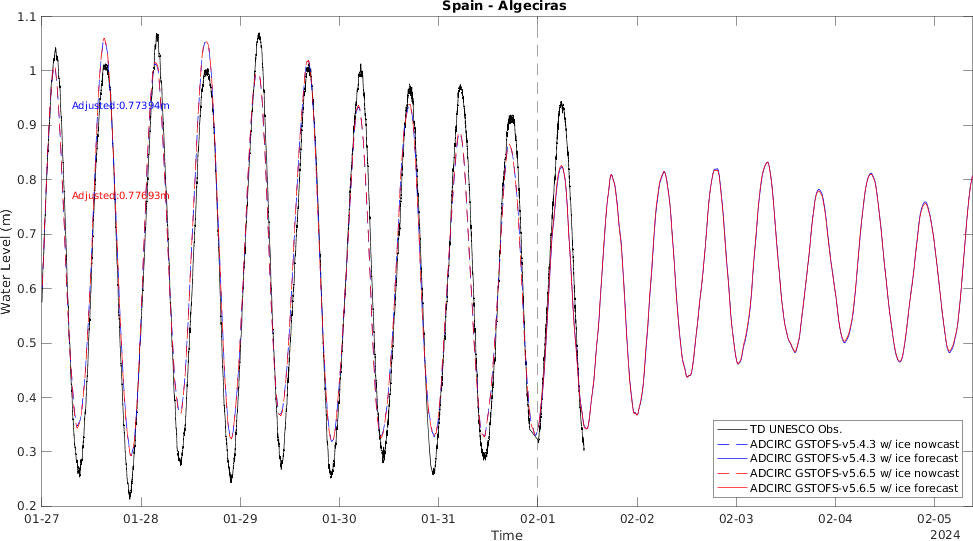 Spain - Algeciras
1.1
1
0.9
0.8
0.7
0.6
0.5
0.4
0.3
0.2
Water Level (m)
Adjusted:0.77394m
Adjusted:0.77693m
TD UNESCO Obs.
ADCIRC GSTOFS-v5.4.3 w/ ice nowcast
ADCIRC GSTOFS-v5.4.3 w/ ice forecast
ADCIRC GSTOFS-v5.6.5 w/ ice nowcast
ADCIRC GSTOFS-v5.6.5 w/ ice forecast
01-27 01-28 01-29 01-30 01-31 02-01 02-02 02-03 02-04 02-05
Time 2024